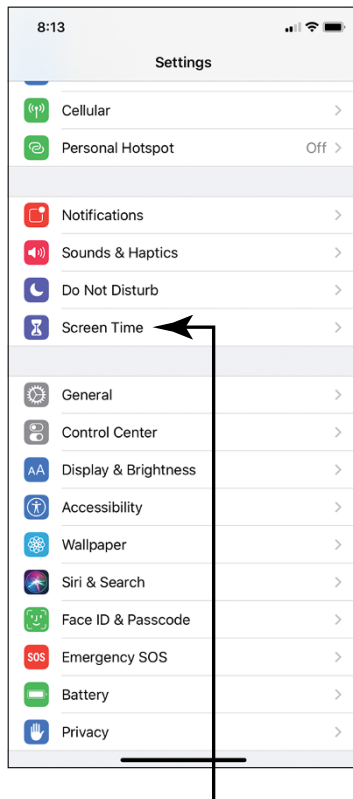 8:13
Settings
Cellular
Personal Hotspot Off
Notifications
Sounds & Haptics
Do Not Disturb
Screen Time
General
Control Center
AA Display & Brightness
Accessibility
Wallpaper
Siri & Search
Face ID & Passcode
SOS Emergency SOS
Battery
Privacy